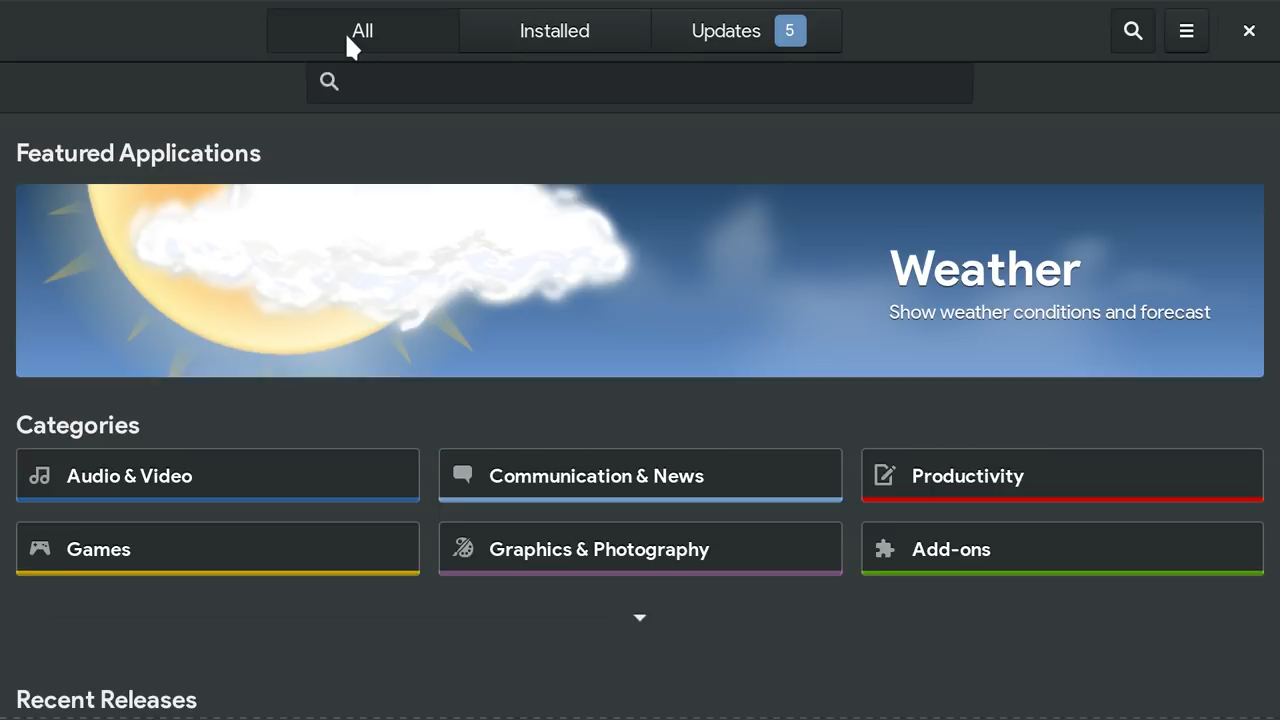 All
Installed
Updates 5
Featured Applications
Weather
Show weather conditions and forecast
Categories
Audio & Video
Communication & News
Productivity
Games
Graphics & Photography
Add-ons
Recent Releases